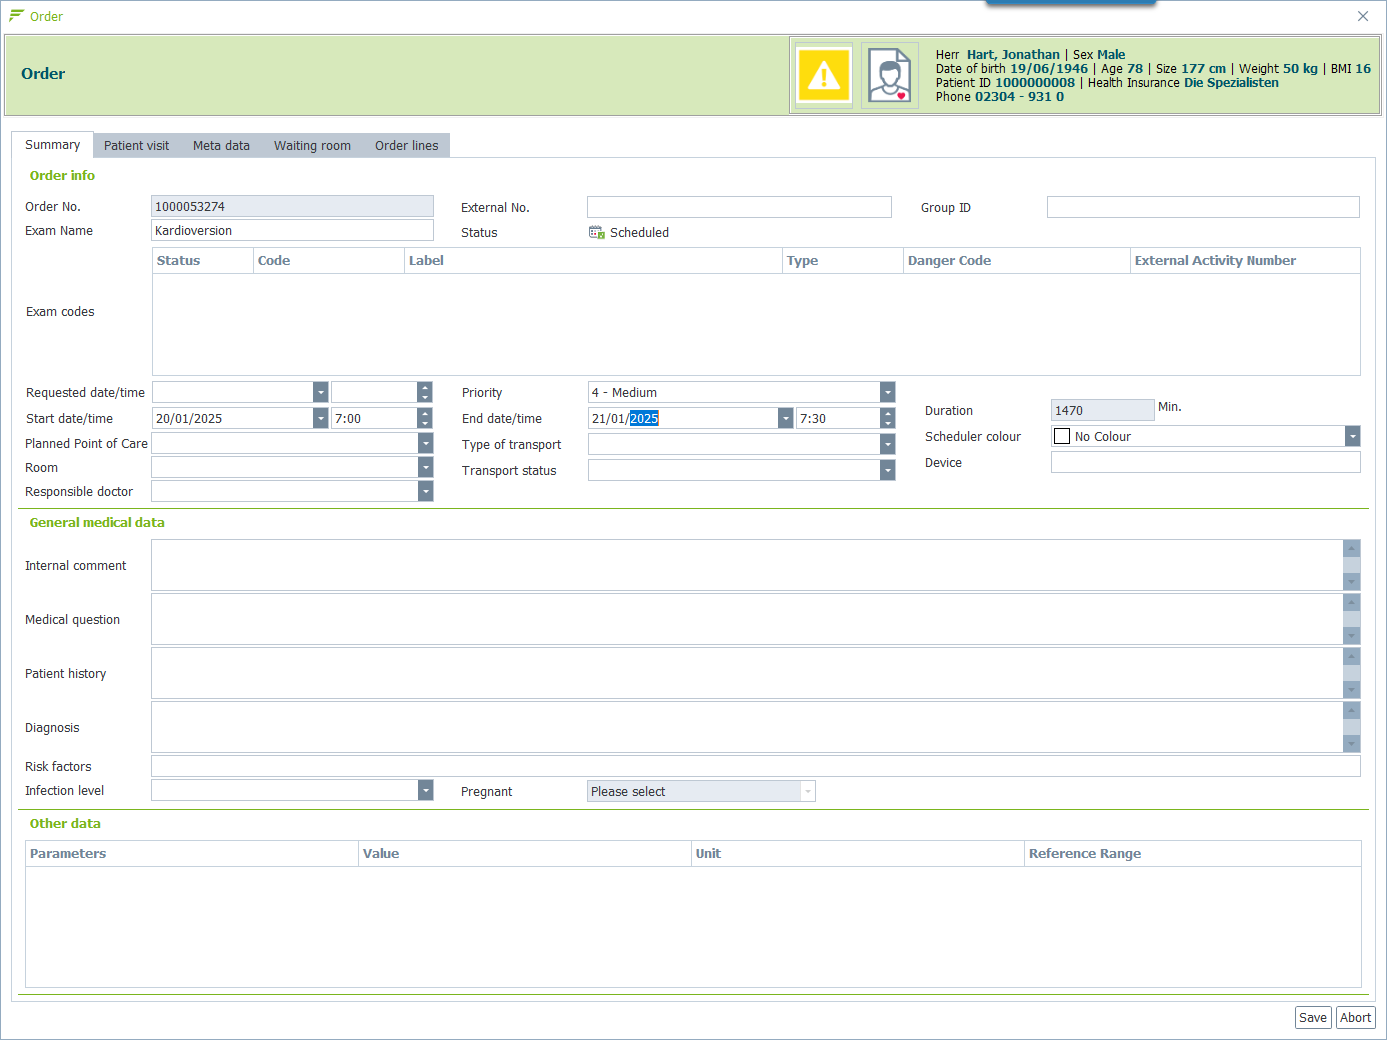 Order
Order
Herr Hart, Jonathan | Sex Male
Date of birth 19/06/1946 | Age 78 | Size 177 cm | Weight 50 kg | BMI 16
Patient ID 1000000008 | Health Insurance Die Spezialisten
Phone 02304 - 931 0
Summary Patient visit Meta data Waiting room Order lines
Order info
Order No. 1000053274 External No. Group ID
Exam Name Kardioversion Status Scheduled
Status Code Label Type Danger Code External Activity Number
Exam codes
Requested date/time Priority 4 - Medium
Start date/time 20/01/2025 7:00 End date/time 21/01/2025 7:30 Duration 1470 Min.
Planned Point of Care Type of transport Scheduler colour No Colour
Room Transport status Device
Responsible doctor
General medical data
Internal comment
Medical question
Patient history
Diagnosis
Risk factors
Infection level Pregnant Please select
Other data
Parameters Value Unit Reference Range
Save Abort